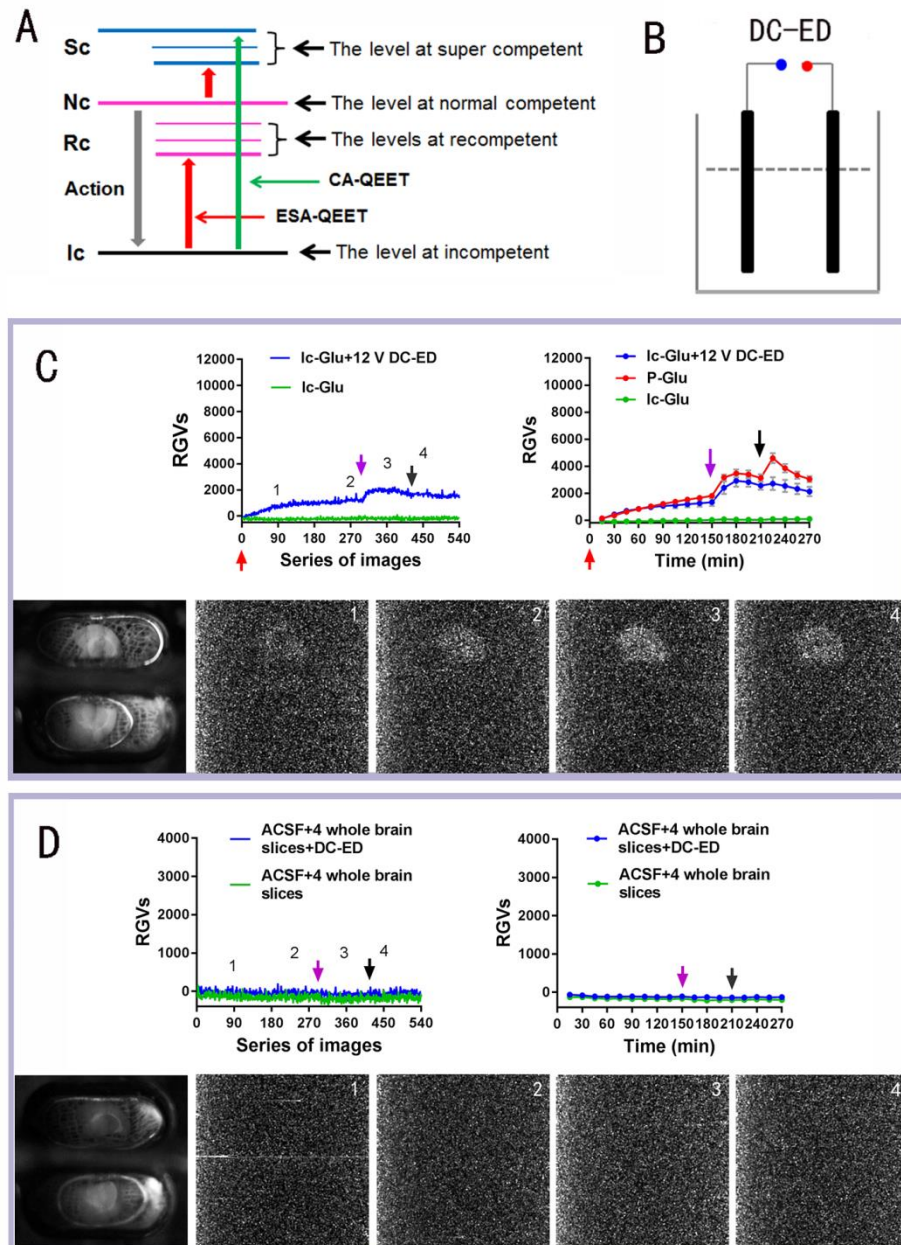 A
Sc
The level at super competent
Nc
The level at normal competent
Rc
The levels at recompetent
Action
CA-QEET
ESA-QEET
Ic
The level at incompetent
B
DC-ED
C
Ic-Glu+12 V DC-ED
Ic-Glu
RGVs
12000
10000
8000
6000
4000
2000
0
1
2
3
4
0 90 180 270 360 450 540
Series of images
Ic-Glu+12 V DC-ED
P-Glu
Ic-Glu
RGVs
12000
10000
8000
6000
4000
2000
0
0 30 60 90 120 150 180 210 240 270
Time (min)
1
2
3
4
D
ACSF+4 whole brain
slices+DC-ED
ACSF+4 whole brain
slices
RGVs
4000
3000
2000
1000
0
1
2
3
4
0 90 180 270 360 450 540
Series of images
ACSF+4 whole brain
slices+DC-ED
ACSF+4 whole brain
slices
RGVs
4000
3000
2000
1000
0
0 30 60 90 120 150 180 210 240 270
Time (min)
1
2
3
4